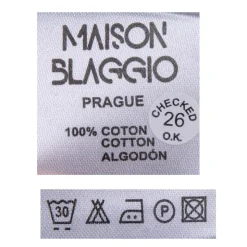 MAISON
BLAGGIO
PRAGUE
CHECKED
26
O.K.
100% COTON
COTTON
ALGODÓN
30
P